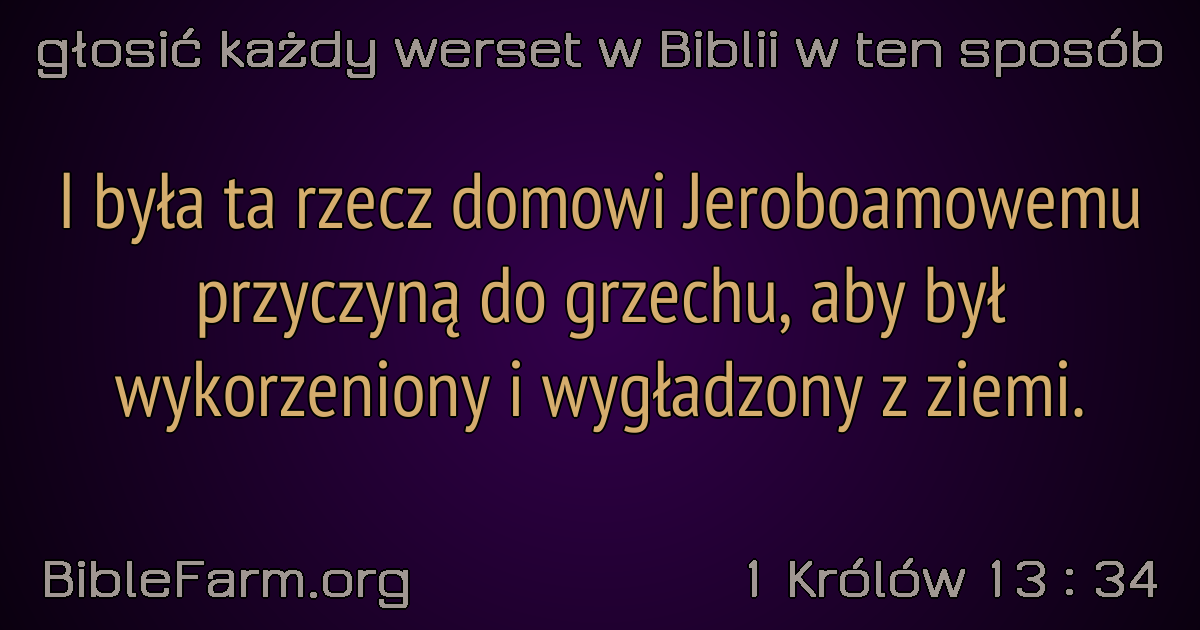 głosić każdy werset w Biblii w ten sposób
I była ta rzecz domowi Jeroboamowemu
przyczyną do grzechu, aby był
wykorzeniony i wygładzony z ziemi.
BibleFarm.org
1 Królów 13 : 34